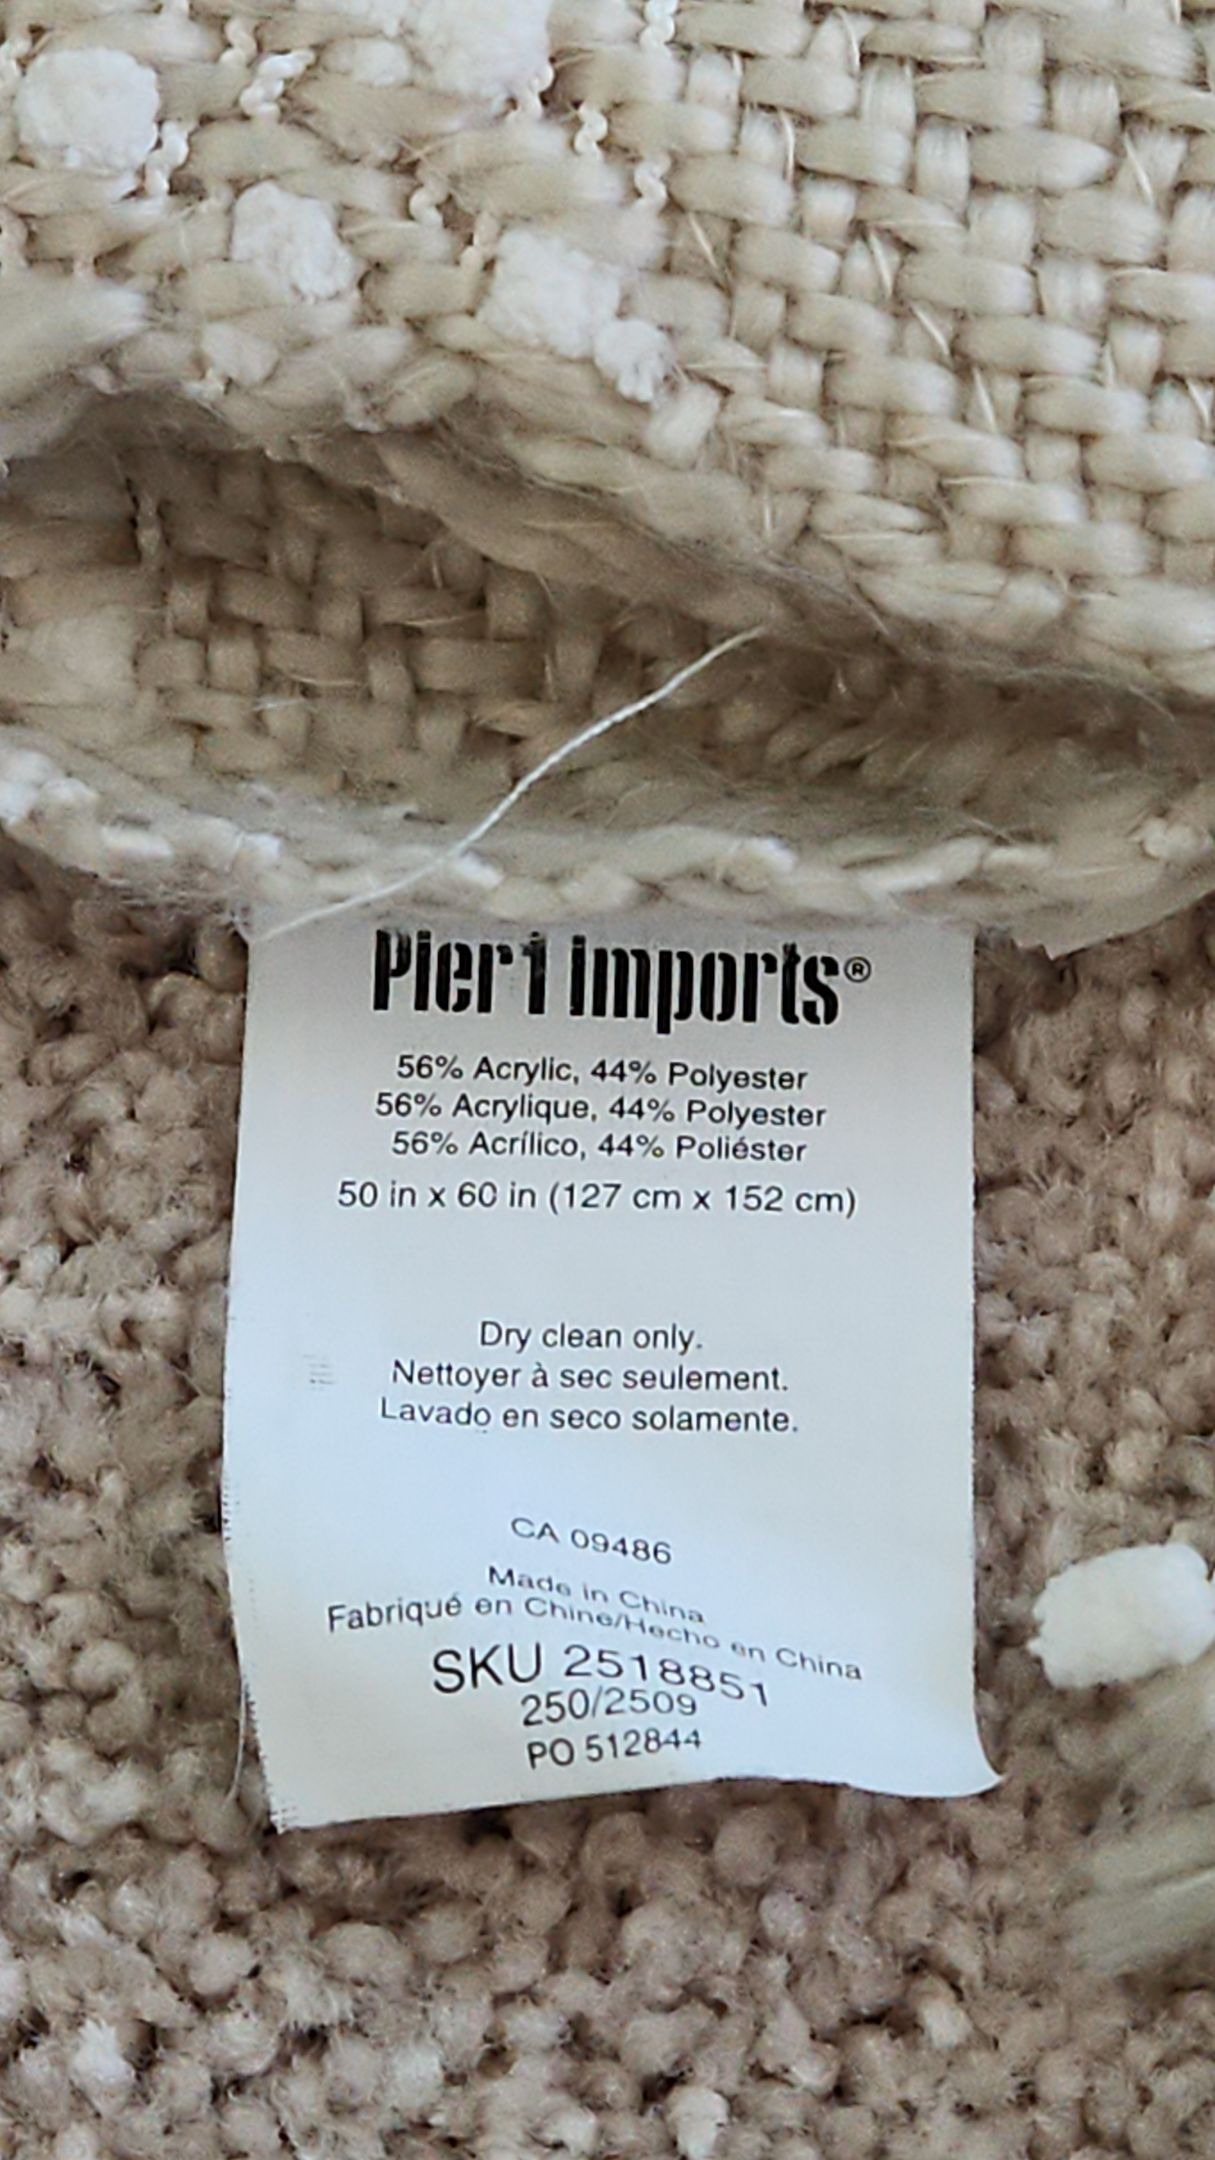 Pier 1 imports®
56% Acrylic, 44% Polyester
56% Acrylique, 44% Polyester
56% Acrílico, 44% Poliéster
50 in x 60 in (127 cm x 152 cm)
Dry clean only.
Nettoyer à sec seulement.
Lavado en seco solamente.
CA 09486
Made in China
Fabriqué en Chine/Hecho en China
SKU 2518851
250/2509
PO 512844